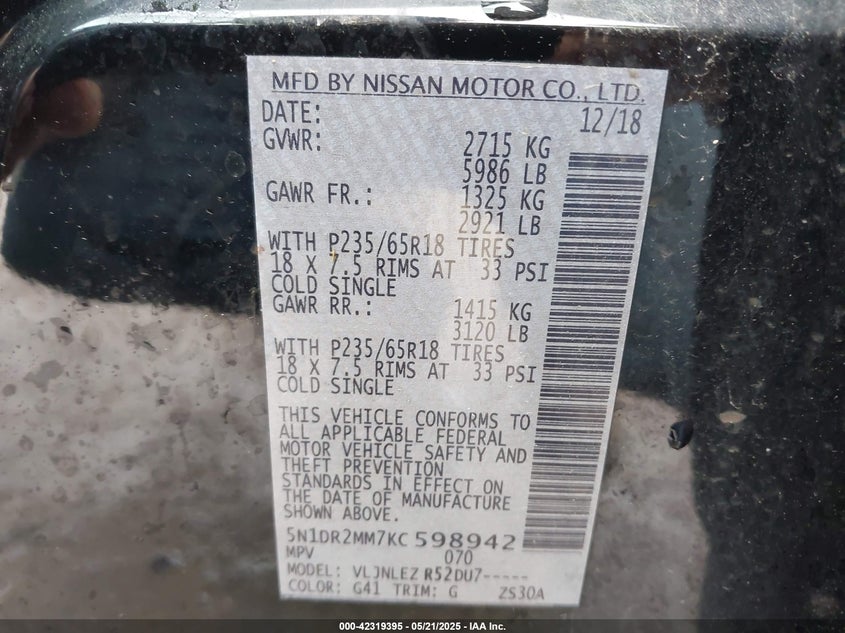 MFD BY NISSAN MOTOR CO., LTD.
DATE: 12/18
GVWR: 2715 KG
5986 LB
GAWR FR.: 1325 KG
2921 LB
WITH P235/65R18 TIRES
18 X 7.5 RIMS AT 33 PSI
COLD SINGLE
GAWR RR.: 1415 KG
3120 LB
WITH P235/65R18 TIRES
18 X 7.5 RIMS AT 33 PSI
COLD SINGLE
THIS VEHICLE CONFORMS TO
ALL APPLICABLE FEDERAL
MOTOR VEHICLE SAFETY AND
THEFT PREVENTION
STANDARDS IN EFFECT ON
THE DATE OF MANUFACTURE
SHOWN ABOVE.
5N1DR2MM7KC598942
MPV 070
MODEL: VLJNLEZ R52DU7-----
COLOR: G41 TRIM: G ZS30A
000-42319395 - 05/21/2025 - IAA Inc.